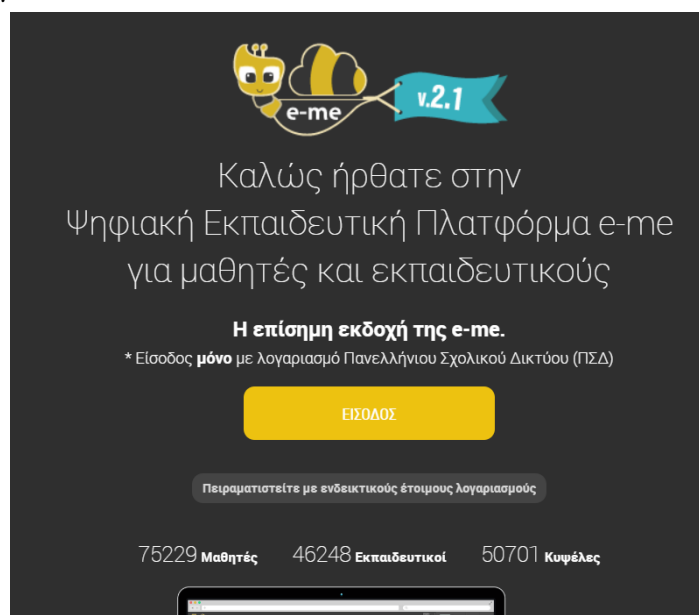 e-me
v.2.1
Καλώς ήρθατε στην
Ψηφιακή Εκπαιδευτική Πλατφόρμα e-me
για μαθητές και εκπαιδευτικούς
Η επίσημη εκδοχή της e-me.
* Είσοδος μόνο με λογαριασμό Πανελλήνιου Σχολικού Δικτύου (ΠΣΔ)
ΕΙΣΟΔΟΣ
Πειραματιστείτε με ενδεικτικούς έτοιμους λογαριασμούς
75229 Μαθητές 46248 Εκπαιδευτικοί 50701 Κυψέλες